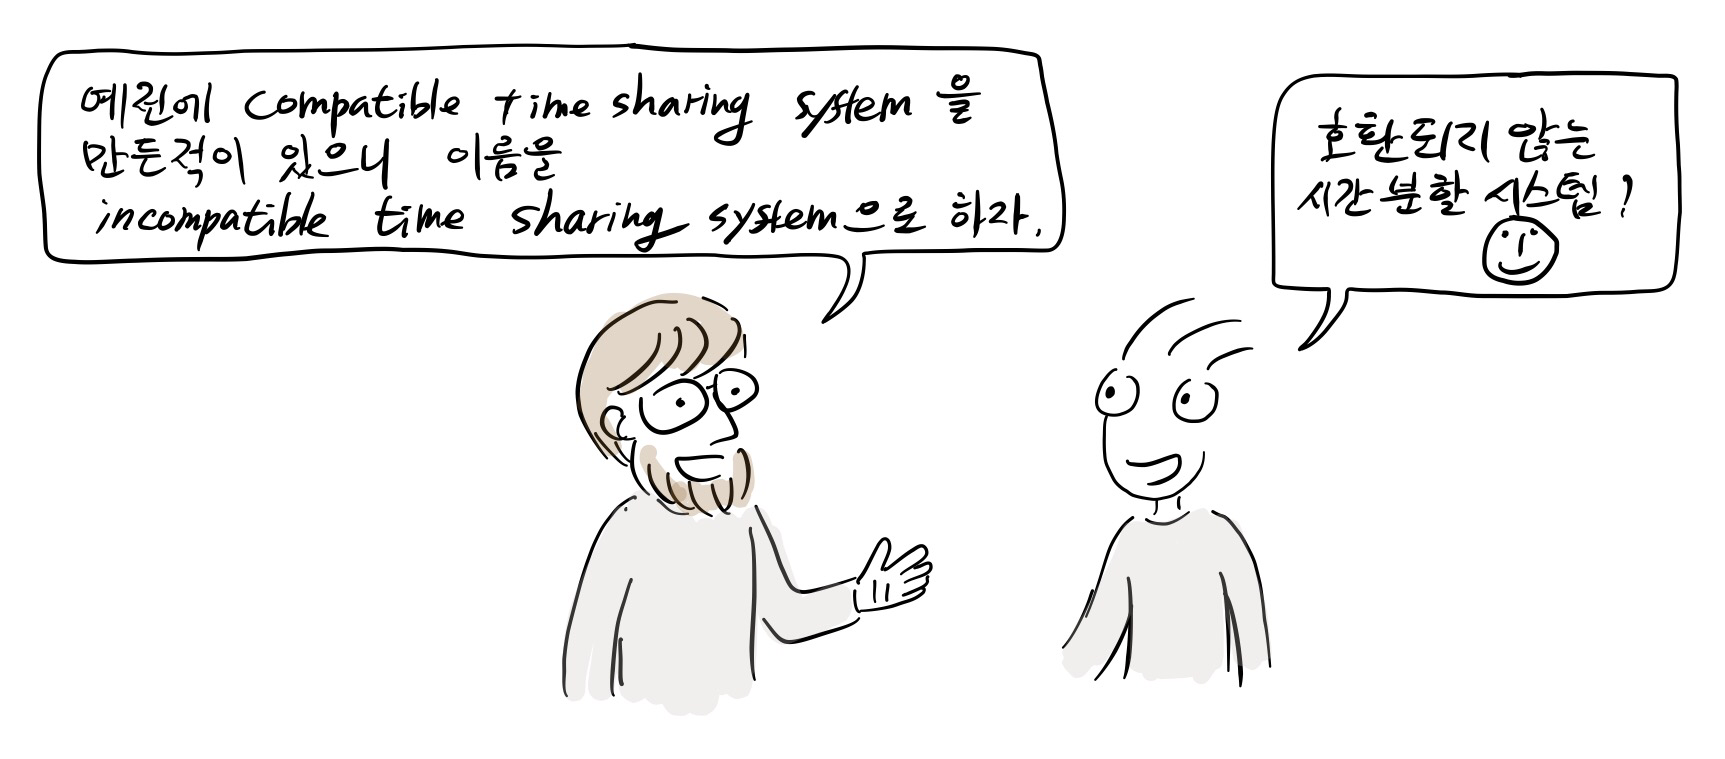 예전에 compatible time sharing system 을
만든적이 있으니 이름을
incompatible time sharing system으로 하자.
호환되지 않는
시간 분할 시스템?